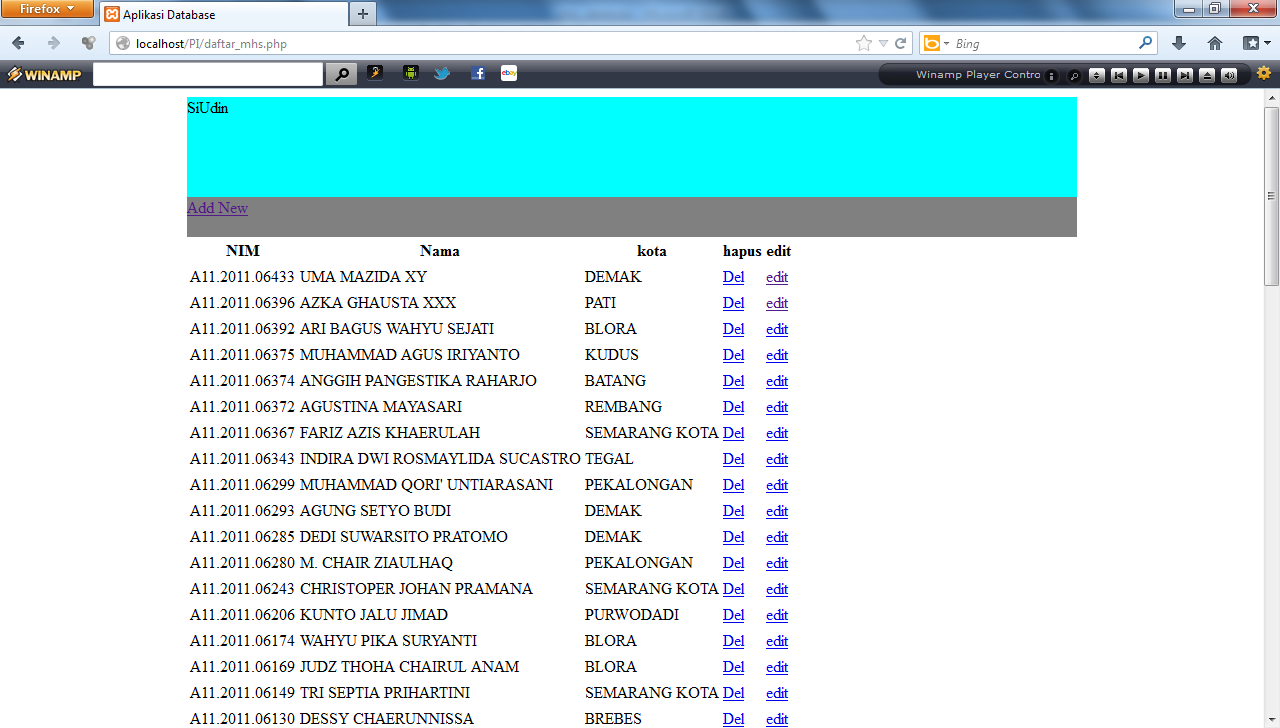 Firefox
Aplikasi Database
localhost/PI/daftar_mhs.php
Bing
WINAMP
ebay
Winamp Player Contro
SiUdin
Add New
NIM Nama kota hapus edit
A11.2011.06433 UMA MAZIDA XY DEMAK Del edit
A11.2011.06396 AZKA GHAUSTA XXX PATI Del edit
A11.2011.06392 ARI BAGUS WAHYU SEJATI BLORA Del edit
A11.2011.06375 MUHAMMAD AGUS IRIYANTO KUDUS Del edit
A11.2011.06374 ANGGIH PANGESTIKA RAHARJO BATANG Del edit
A11.2011.06372 AGUSTINA MAYASARI REMBANG Del edit
A11.2011.06367 FARIZ AZIS KHAERULAH SEMARANG KOTA Del edit
A11.2011.06343 INDIRA DWI ROSMAYLIDA SUCASTRO TEGAL Del edit
A11.2011.06299 MUHAMMAD QORI' UNTIARASANI PEKALONGAN Del edit
A11.2011.06293 AGUNG SETYO BUDI DEMAK Del edit
A11.2011.06285 DEDI SUWARSITO PRATOMO DEMAK Del edit
A11.2011.06280 M. CHAIR ZIAULHAQ PEKALONGAN Del edit
A11.2011.06243 CHRISTOPER JOHAN PRAMANA SEMARANG KOTA Del edit
A11.2011.06206 KUNTO JALU JIMAD PURWODADI Del edit
A11.2011.06174 WAHYU PIKA SURYANTI BLORA Del edit
A11.2011.06169 JUDZ THOHA CHAIRUL ANAM BLORA Del edit
A11.2011.06149 TRI SEPTIA PRIHARTINI SEMARANG KOTA Del edit
A11.2011.06130 DESSY CHAERUNNISSA BREBES Del edit